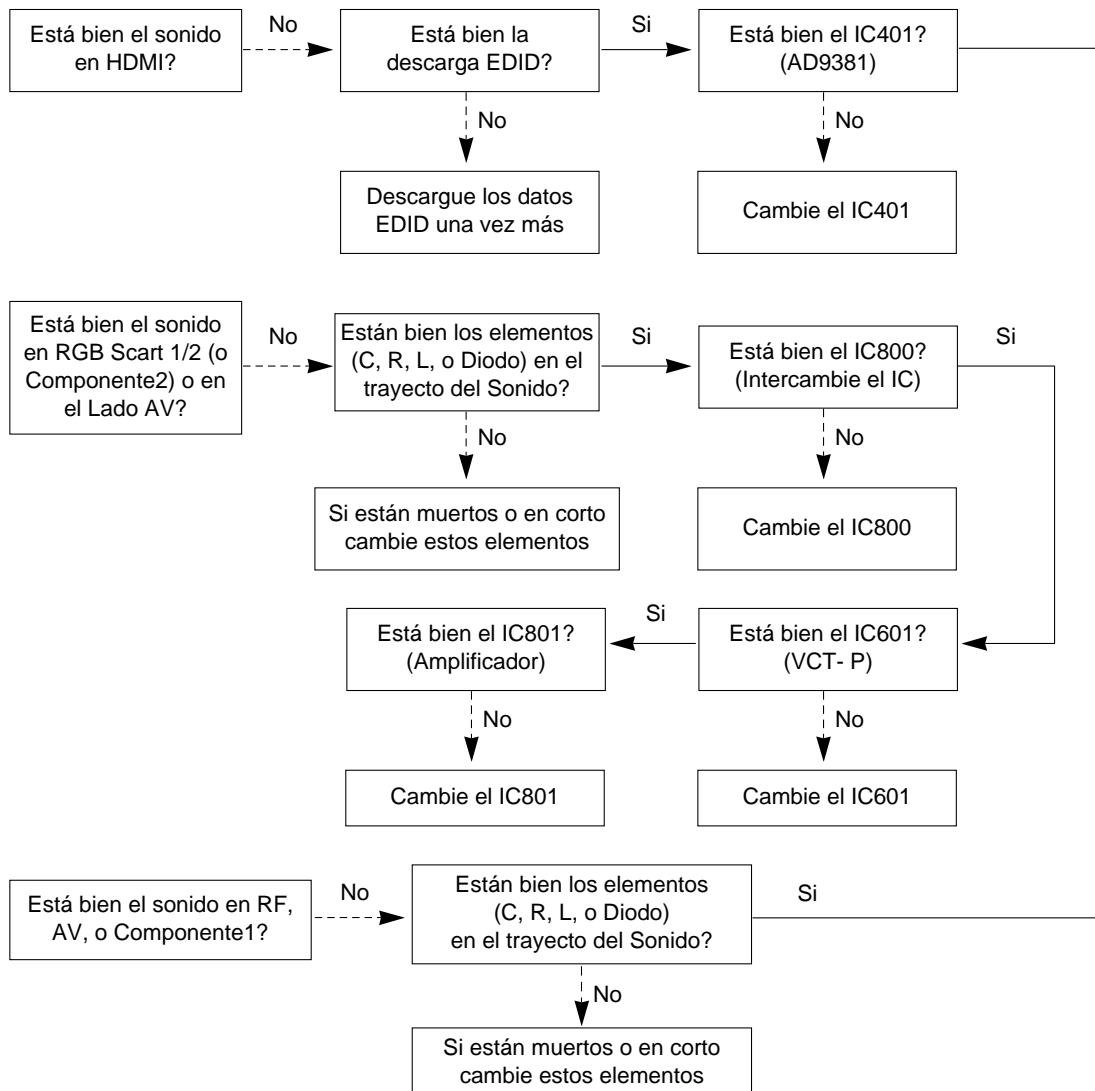 Está bien el sonido
en HDMI?
No
Está bien la
descarga EDID?
Si
Está bien el IC401?
(AD9381)
No
No
Descargue los datos
EDID una vez más
Cambie el IC401
Está bien el sonido
en RGB Scart 1/2 (o
Componente2) o en
el Lado AV?
No
Están bien los elementos
(C, R, L, o Diodo) en el
trayecto del Sonido?
Si
Está bien el IC800?
(Intercambie el IC)
Si
No
No
Si están muertos o en corto
cambie estos elementos
Cambie el IC800
Está bien el IC801?
(Amplificador)
Si
Está bien el IC601?
(VCT- P)
No
No
Cambie el IC801
Cambie el IC601
Está bien el sonido en RF,
AV, o Componente1?
No
Están bien los elementos
(C, R, L, o Diodo)
en el trayecto del Sonido?
Si
No
Si están muertos o en corto
cambie estos elementos